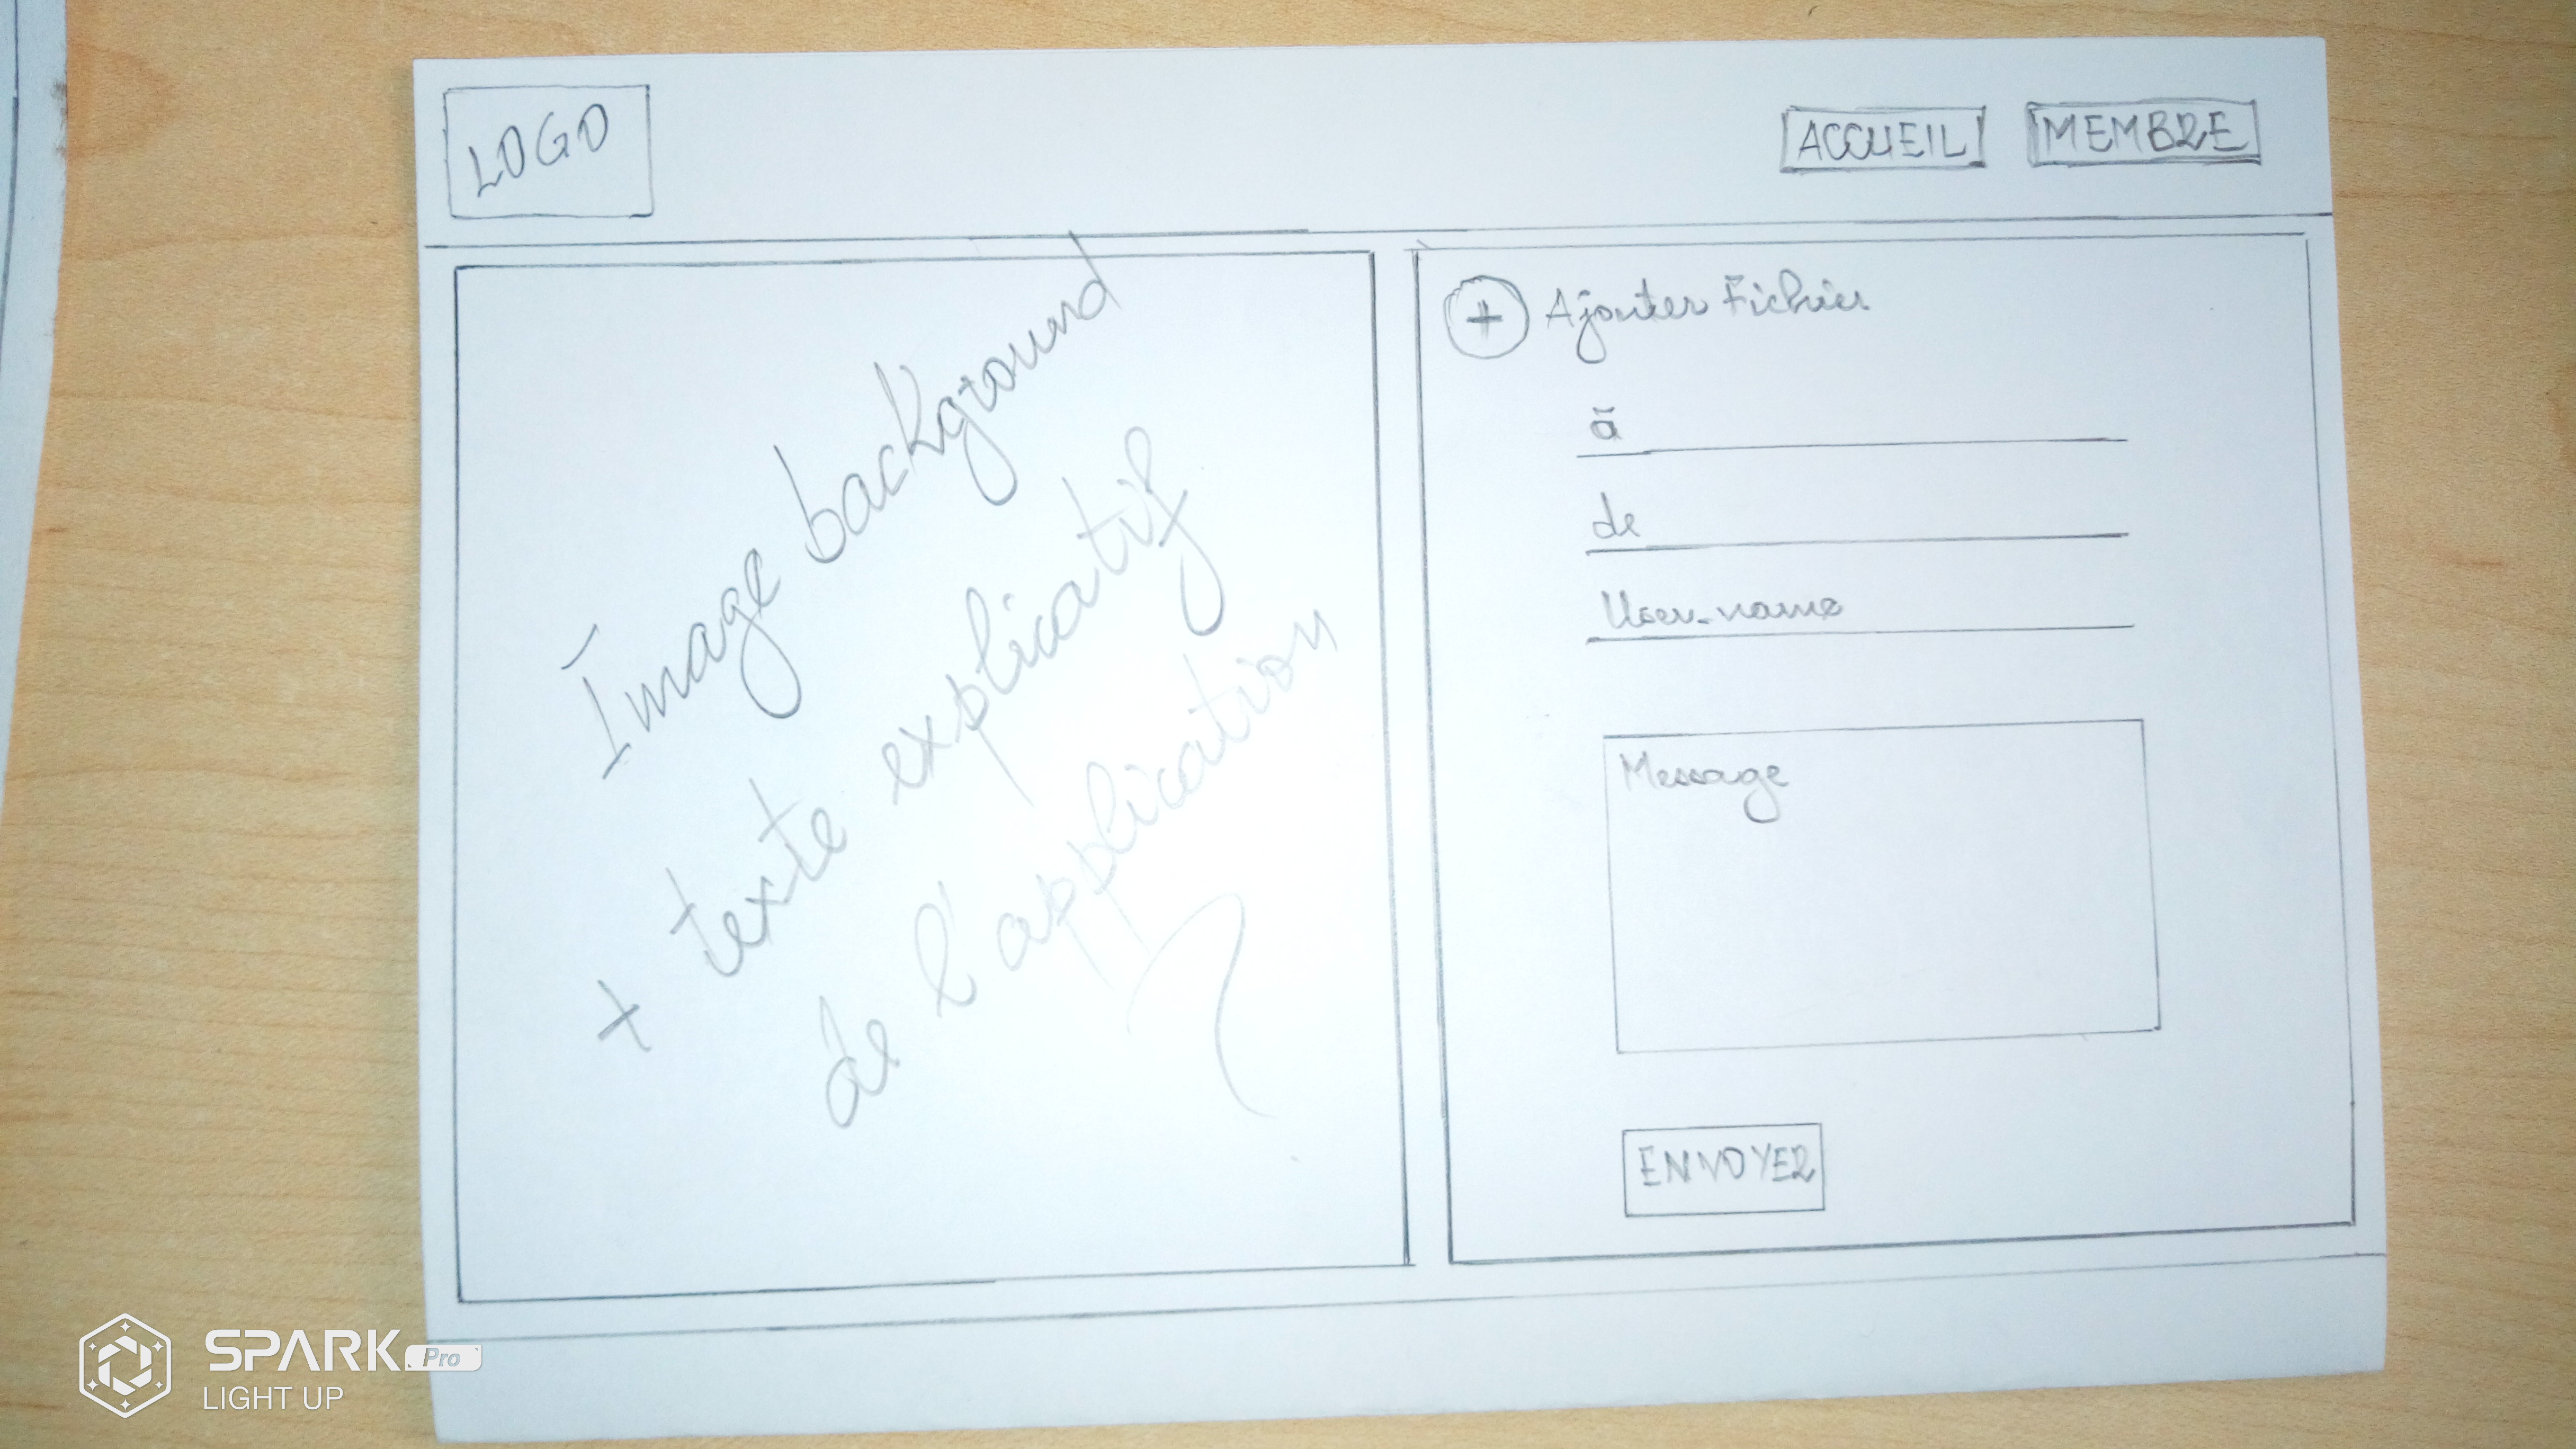 LOGO
ACCUEIL
MEMBRE
Image background
+ texte explicatif
de l'application
+ Ajouter Fichier
à
de
User-name
Message
ENVOYER
SPARK Pro
LIGHT UP